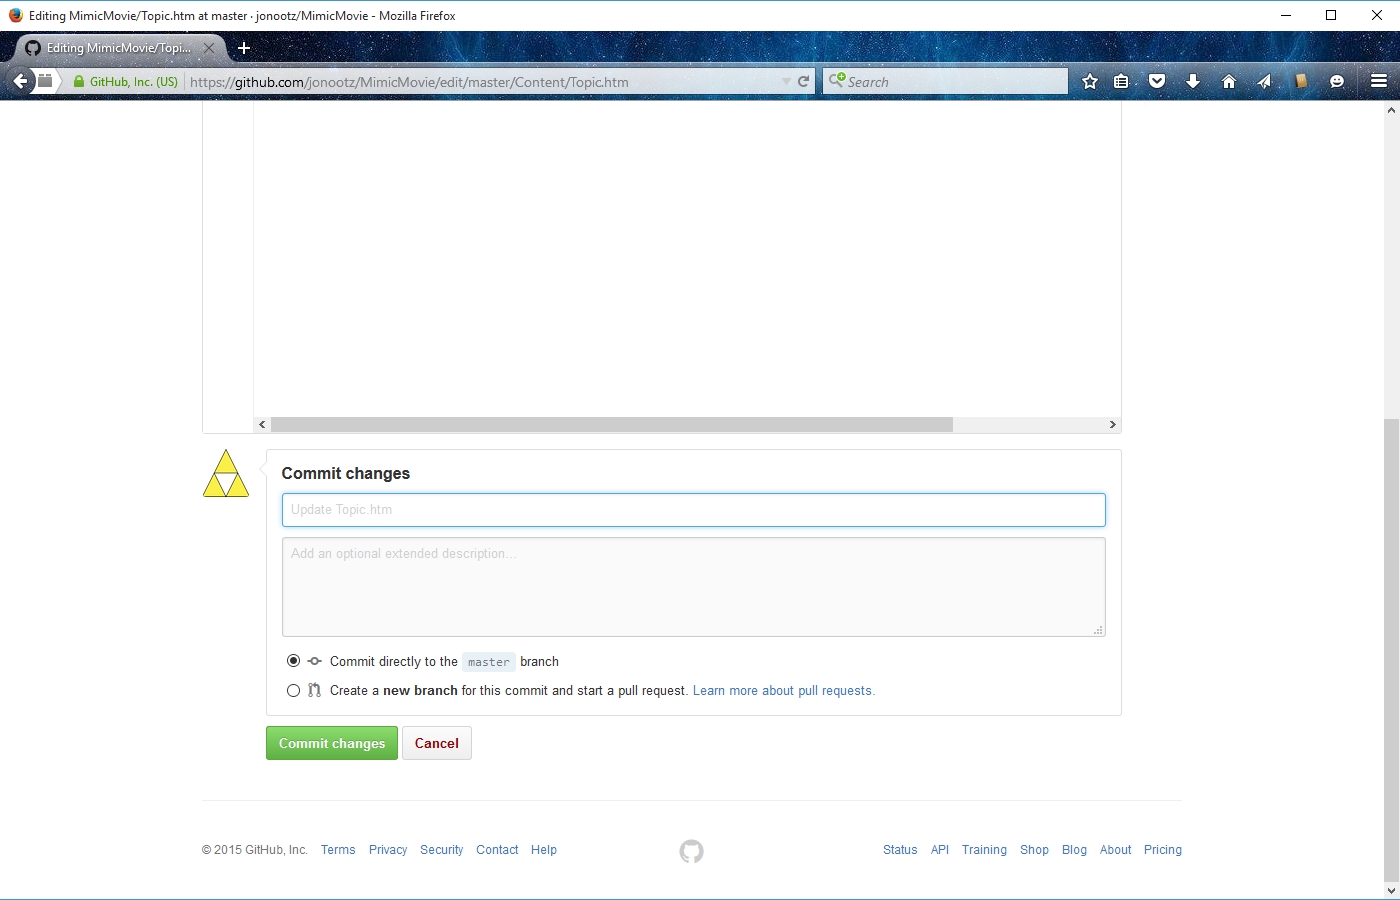 Editing MimicMovie/Topic.htm at master · jonootz/MimicMovie - Mozilla Firefox
Editing MimicMovie/Topi...
GitHub, Inc. (US)
https://github.com/jonootz/MimicMovie/edit/master/Content/Topic.htm
Search
Commit changes
Update Topic.htm
Add an optional extended description...
Commit directly to the master branch
Create a new branch for this commit and start a pull request. Learn more about pull requests.
Commit changes
Cancel
© 2015 GitHub, Inc. Terms Privacy Security Contact Help
Status API Training Shop Blog About Pricing